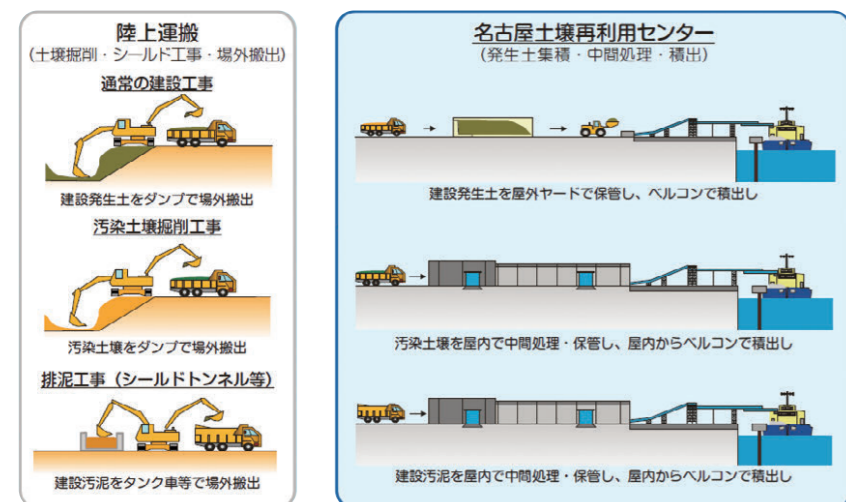 陸上運搬
(土壌掘削・シールド工事・場外搬出)
通常の建設工事
建設発生土をダンプで場外搬出
汚染土壌掘削工事
汚染土壌をダンプで場外搬出
排泥工事(シールドトンネル等)
建設汚泥をタンク車等で場外搬出
名古屋土壌再利用センター
(発生土集積・中間処理・積出)
建設発生土を屋外ヤードで保管し、ベルコンで積出し
汚染土壌を屋内で中間処理・保管し、屋内からベルコンで積出し
建設汚泥を屋内で中間処理・保管し、屋内からベルコンで積出し